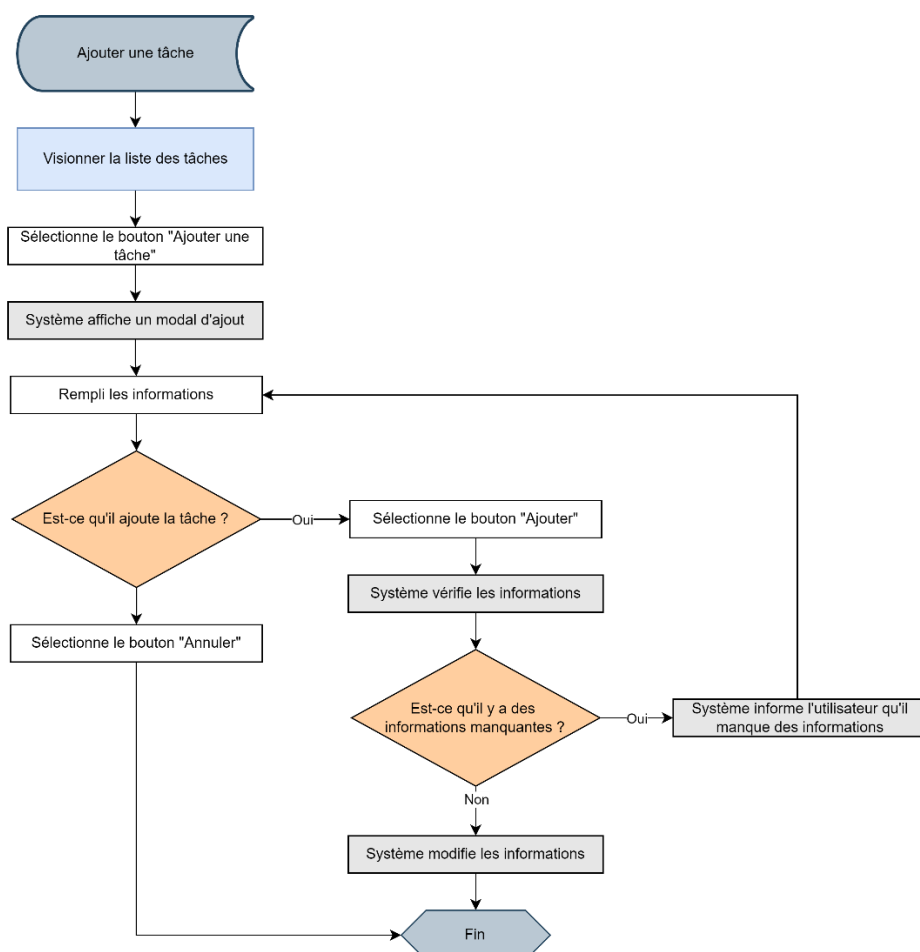 Ajouter une tâche
Visionner la liste des tâches
Sélectionne le bouton "Ajouter une
tâche"
Système affiche un modal d'ajout
Rempli les informations
Est-ce qu'il ajoute la tâche ?
Oui
Sélectionne le bouton "Ajouter"
Système vérifie les informations
Sélectionne le bouton "Annuler"
Est-ce qu'il y a des
informations manquantes ?
Oui
Système informe l'utilisateur qu'il
manque des informations
Non
Système modifie les informations
Fin